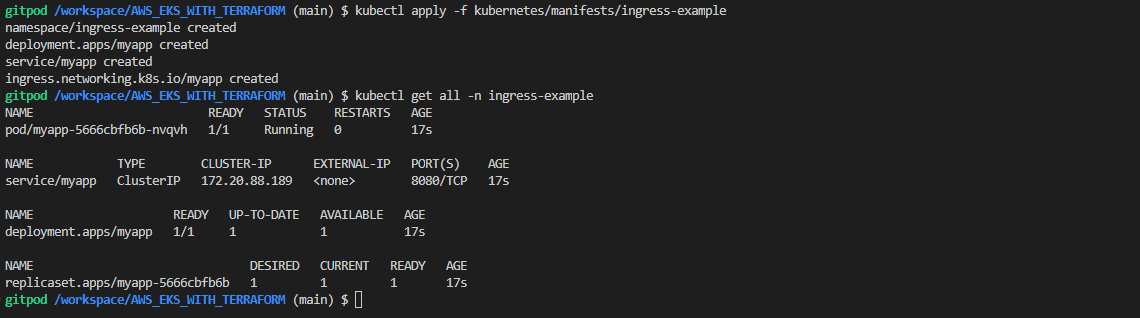 gitpod /workspace/AWS_EKS_WITH_TERRAFORM (main) $ kubectl apply -f kubernetes/manifests/ingress-example
namespace/ingress-example created
deployment.apps/myapp created
service/myapp created
ingress.networking.k8s.io/myapp created
gitpod /workspace/AWS_EKS_WITH_TERRAFORM (main) $ kubectl get all -n ingress-example
NAME                         READY   STATUS    RESTARTS   AGE
pod/myapp-5666cbfb6b-nvqvh   1/1     Running   0          17s

NAME            TYPE        CLUSTER-IP      EXTERNAL-IP   PORT(S)    AGE
service/myapp   ClusterIP   172.20.88.189   <none>        8080/TCP   17s

NAME                    READY   UP-TO-DATE   AVAILABLE   AGE
deployment.apps/myapp   1/1     1            1           17s

NAME                               DESIRED   CURRENT   READY   AGE
replicaset.apps/myapp-5666cbfb6b   1         1         1       17s
gitpod /workspace/AWS_EKS_WITH_TERRAFORM (main) $